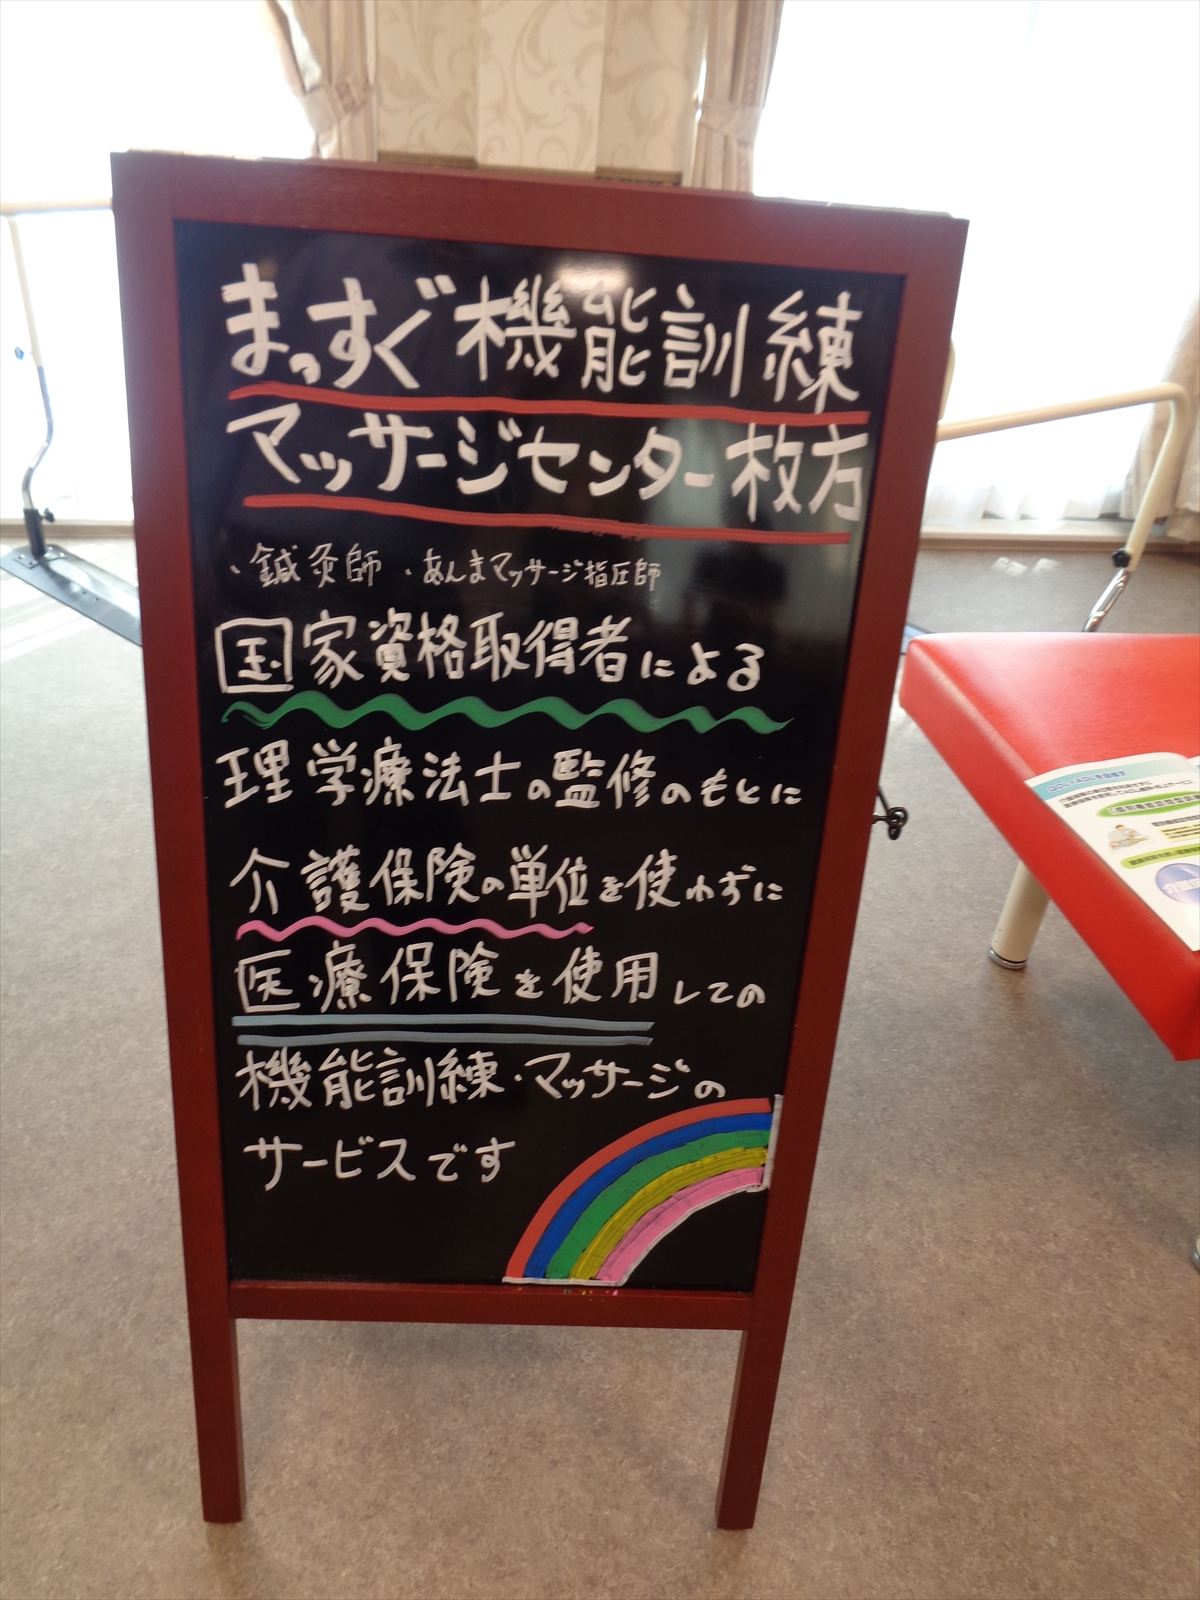 まっすぐ機能訓練
マッサージセンター枚方
・鍼灸師 ・あんまマッサージ指圧師
国家資格取得者による
理学療法士の監修のもとに
介護保険の単位を使わずに
医療保険を使用しての
機能訓練・マッサージの
サービスです